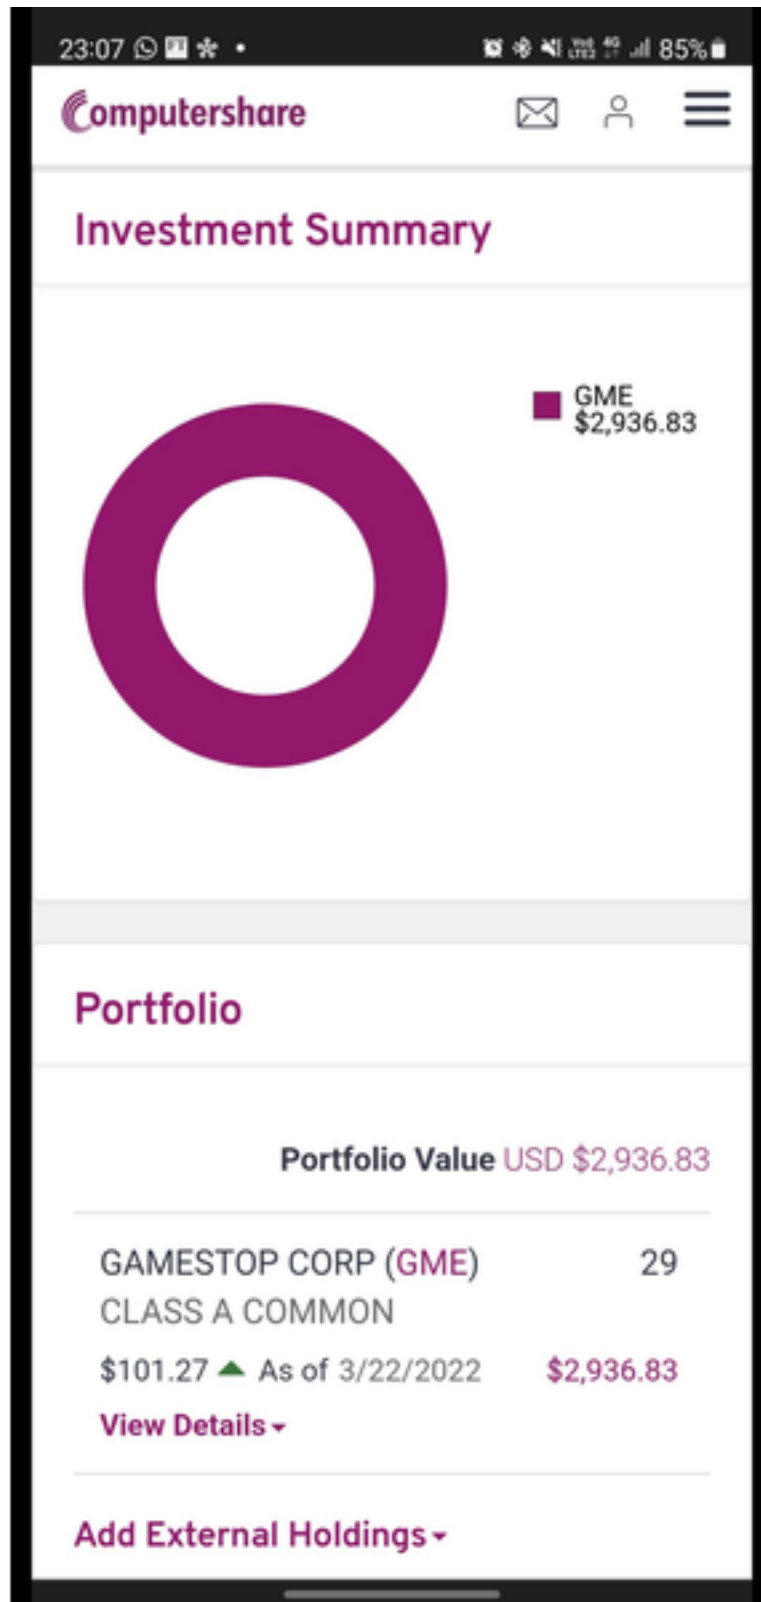 23:07
85%
Computershare
Investment Summary
GME
$2,936.83
Portfolio
Portfolio Value USD $2,936.83
GAMESTOP CORP (GME) 29
CLASS A COMMON
$101.27 As of 3/22/2022 $2,936.83
View Details
Add External Holdings